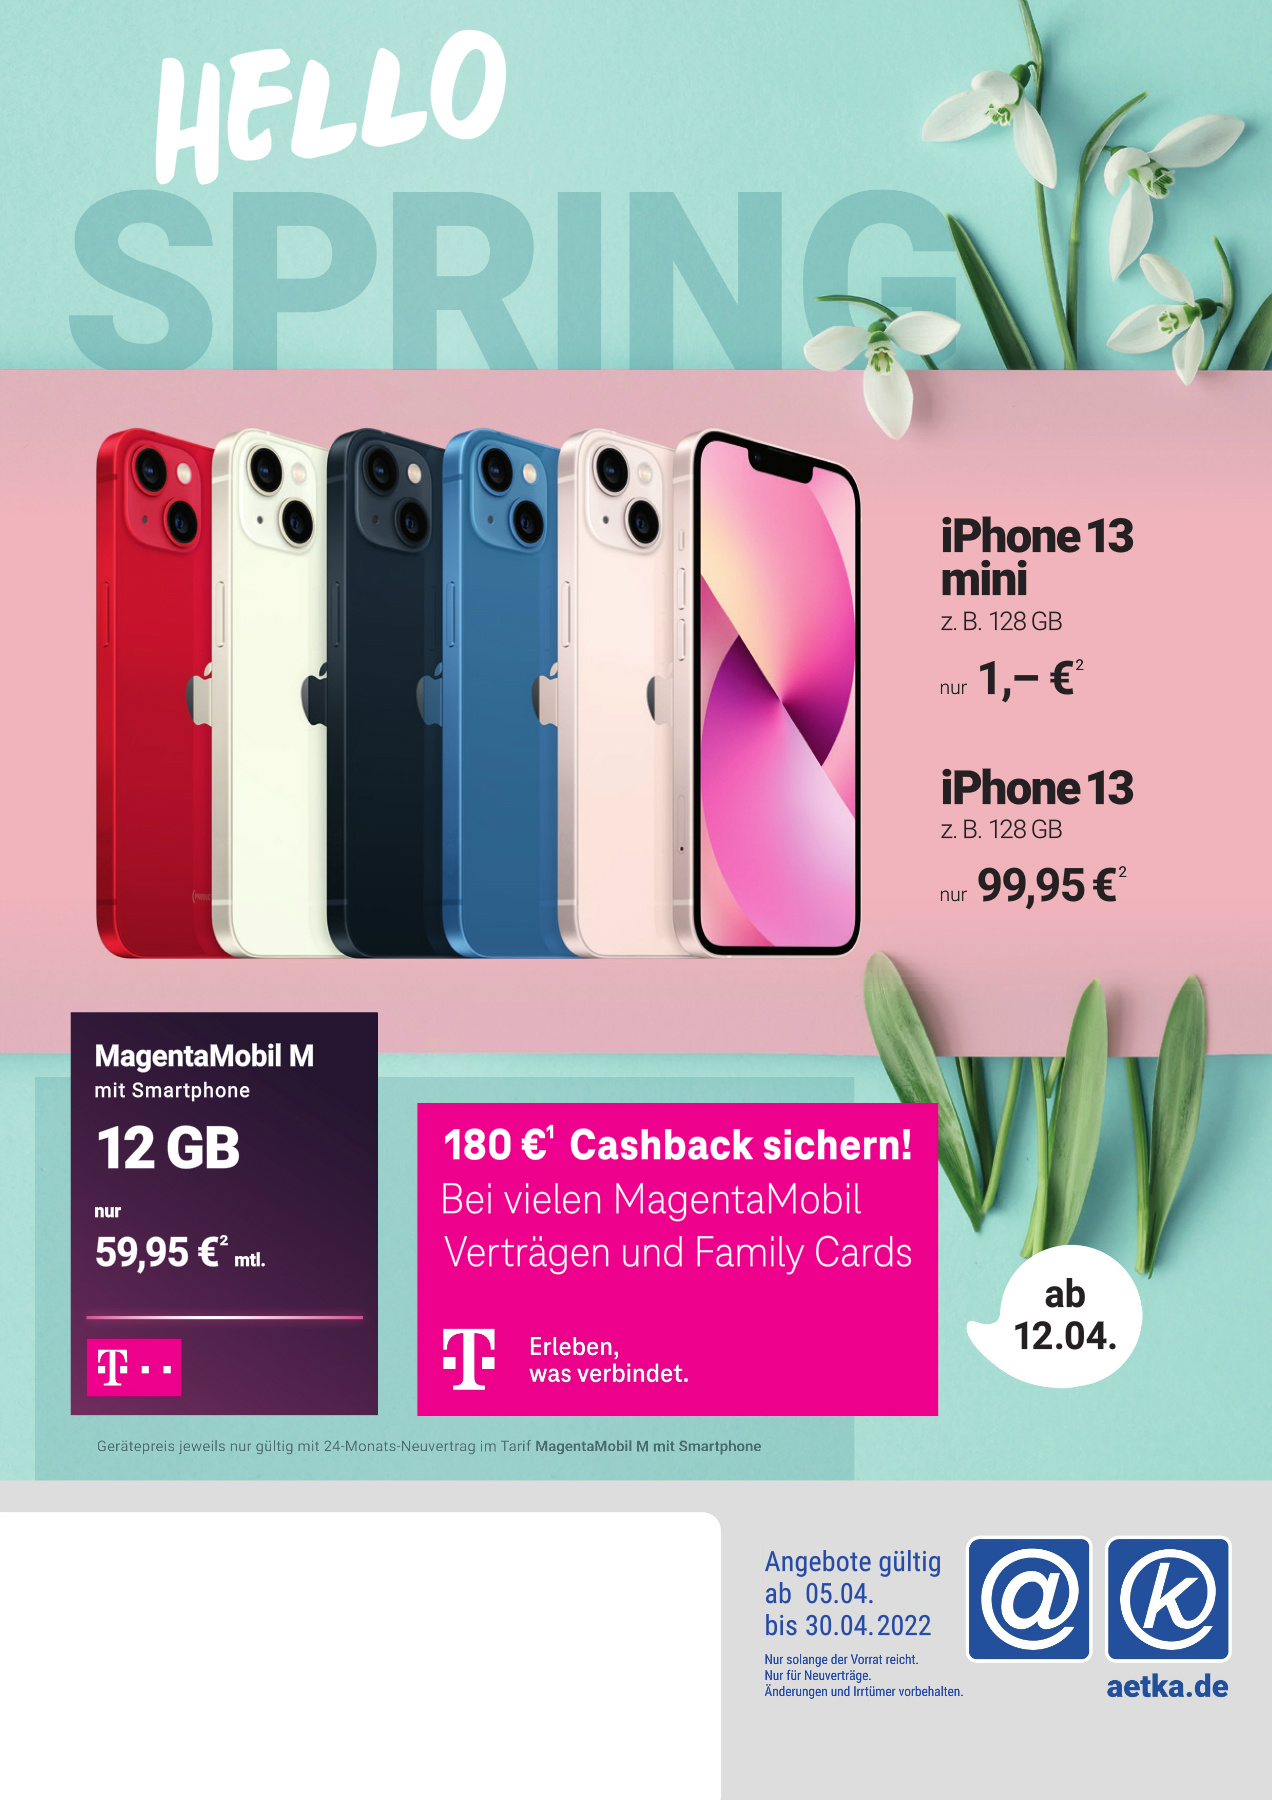 HELLO
SPRING
iPhone 13
mini
z. B. 128 GB
nur 1,– €²
iPhone 13
z. B. 128 GB
nur 99,95 €²
MagentaMobil M
mit Smartphone
12 GB
nur
59,95 €² mtl.
T
180 €¹ Cashback sichern!
Bei vielen MagentaMobil
Verträgen und Family Cards
T Erleben,
was verbindet.
ab
12.04.
Gerätepreis jeweils nur gültig mit 24-Monats-Neuvertrag im Tarif MagentaMobil M mit Smartphone
Angebote gültig
ab 05.04.
bis 30.04.2022
Nur solange der Vorrat reicht.
Nur für Neuverträge.
Änderungen und Irrtümer vorbehalten.
@ k
aetka.de